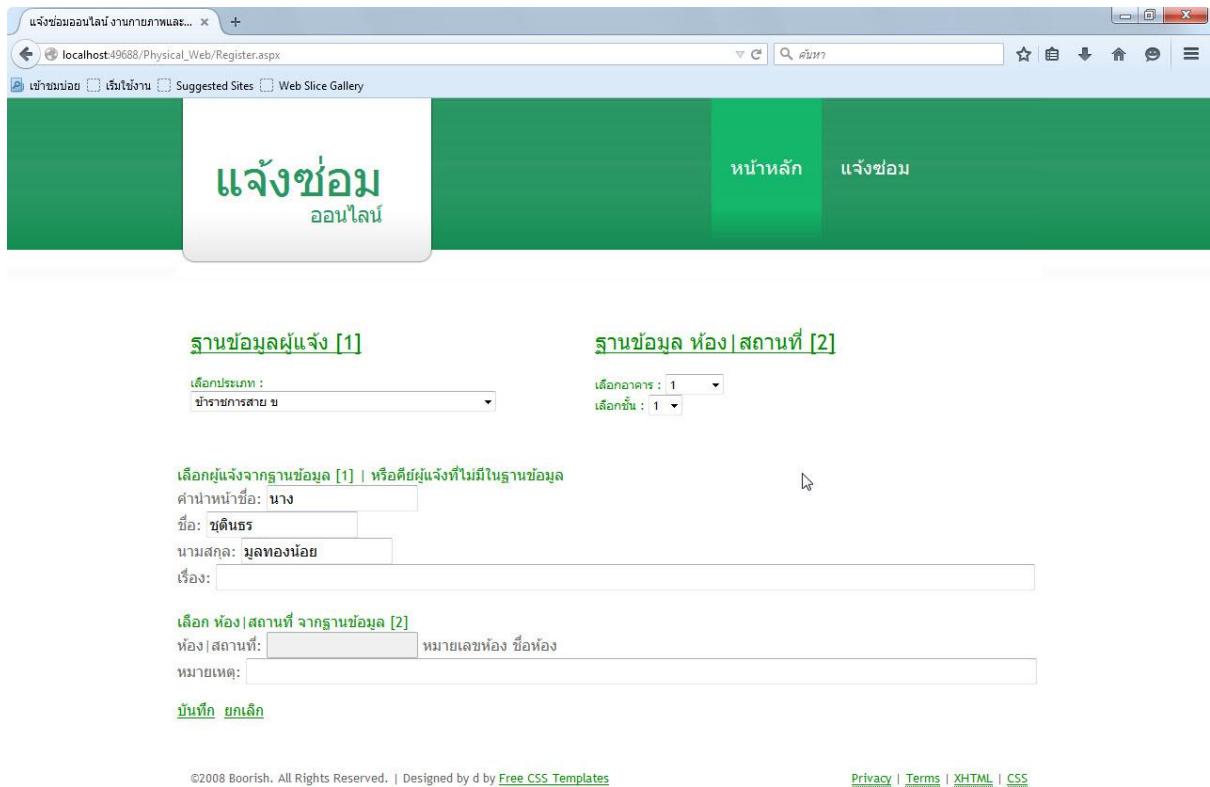 แจ้งซ่อมออนไลน์ งานกายภาพและ... × +
localhost:49688/Physical_Web/Register.aspx
ค้นหา
เข้าชมบ่อย เริ่มใช้งาน Suggested Sites Web Slice Gallery
แจ้งซ่อม
ออนไลน์
หน้าหลัก แจ้งซ่อม
ฐานข้อมูลผู้แจ้ง [1] ฐานข้อมูล ห้อง|สถานที่ [2]
เลือกประเภท : เลือกอาคาร : 1
ข้าราชการสาย ข เลือกชั้น : 1
เลือกผู้แจ้งจากฐานข้อมูล [1] | หรือคีย์ผู้แจ้งที่ไม่มีในฐานข้อมูล
คำนำหน้าชื่อ: นาง
ชื่อ: ชุตินธร
นามสกุล: มูลทองน้อย
เรื่อง:
เลือก ห้อง|สถานที่ จากฐานข้อมูล [2]
ห้อง|สถานที่: หมายเลขห้อง ชื่อห้อง
หมายเหตุ:
บันทึก ยกเลิก
©2008 Boorish. All Rights Reserved. | Designed by d by Free CSS Templates Privacy | Terms | XHTML | CSS